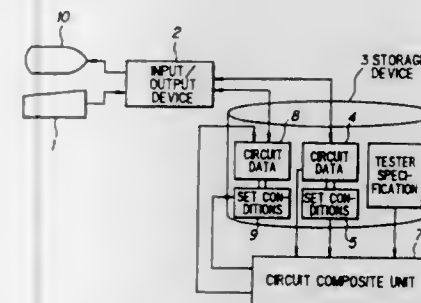 10
2
INPUT/
OUTPUT
DEVICE
1
3 STORAGE
DEVICE
8
4
CIRCUIT
DATA
CIRCUIT
DATA
TESTER
SPECI-
FICATION
SET CON-
DITIONS
SET CON-
DITIONS
9
5
7
CIRCUIT COMPOSITE UNIT